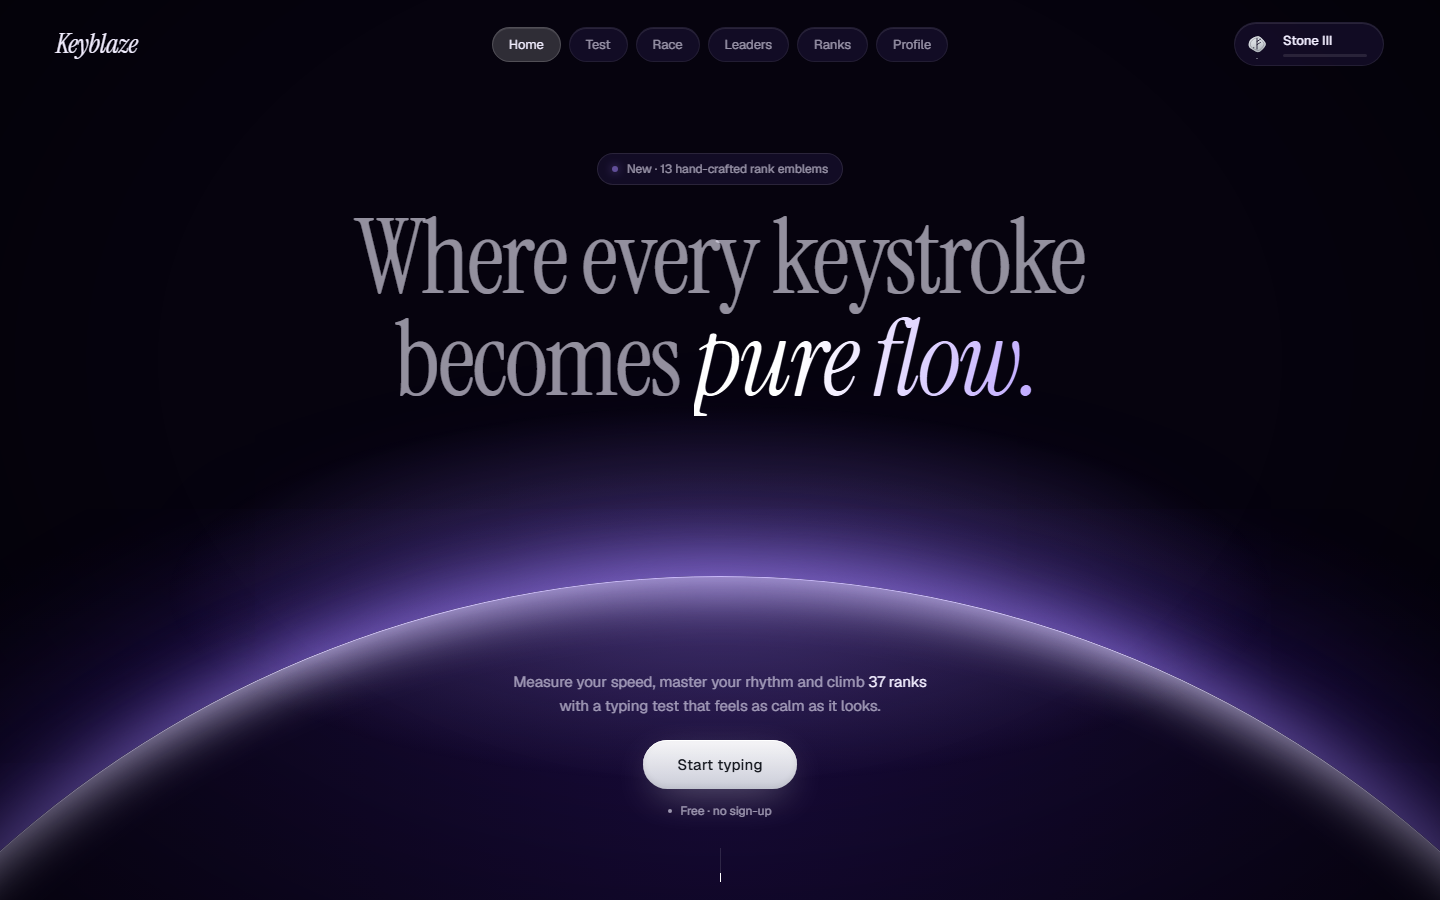 Keyblaze
Home
Test
Race
Leaders
Ranks
Profile
Stone III
New · 13 hand-crafted rank emblems
Where every keystroke
becomes pure flow.
Measure your speed, master your rhythm and climb 37 ranks
with a typing test that feels as calm as it looks.
Start typing
• Free · no sign-up